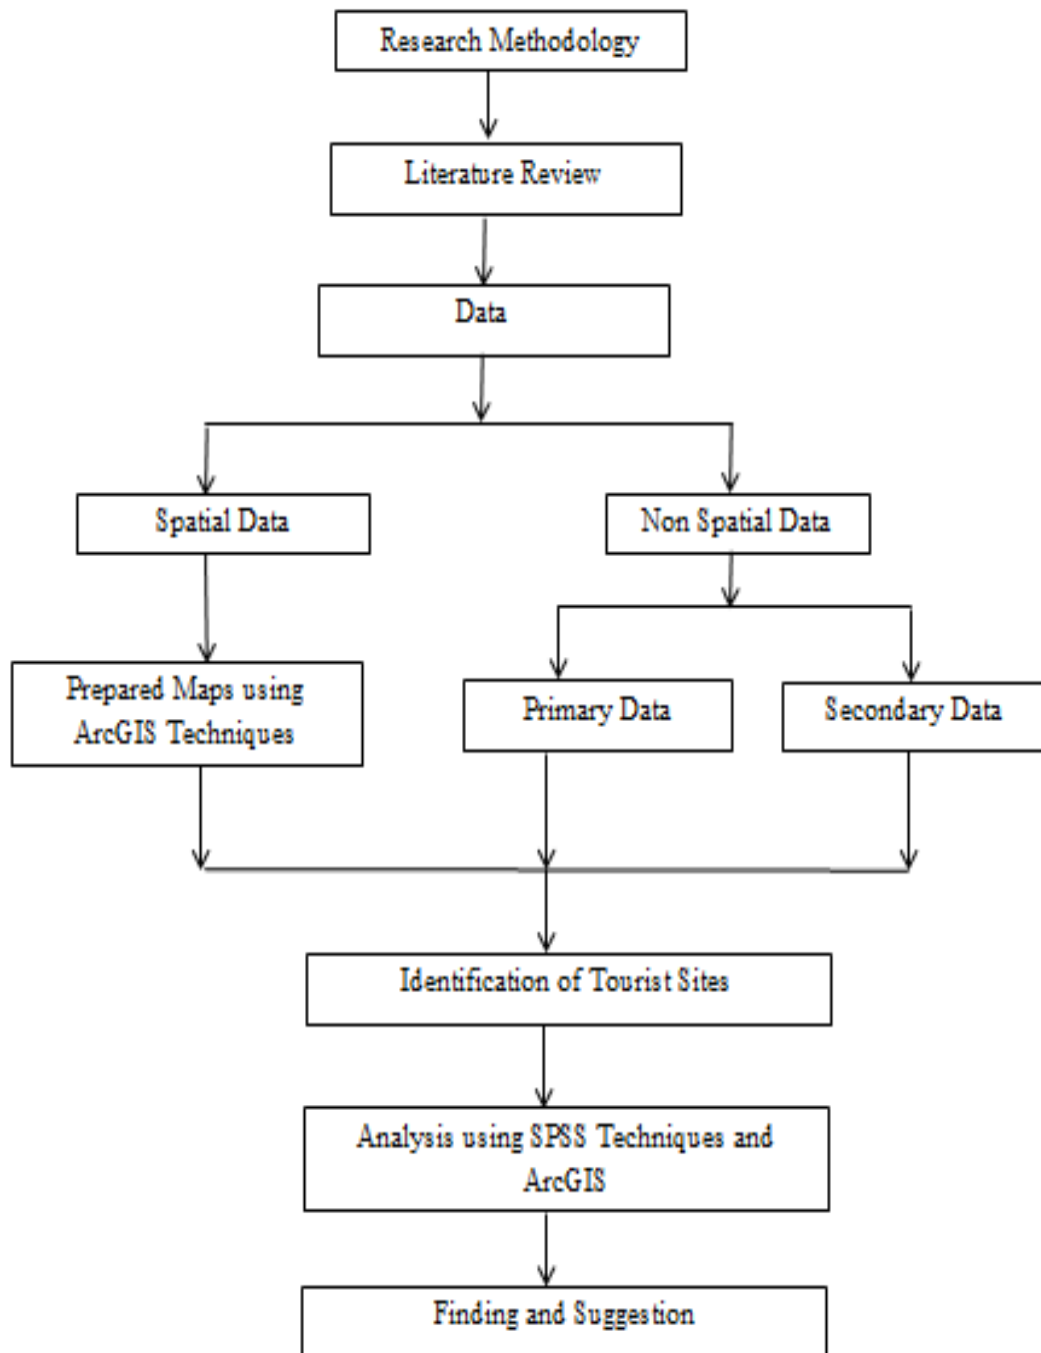 Research Methodology
Literature Review
Data
Spatial Data
Non Spatial Data
Prepared Maps using
ArcGIS Techniques
Primary Data
Secondary Data
Identification of Tourist Sites
Analysis using SPSS Techniques and
ArcGIS
Finding and Suggestion